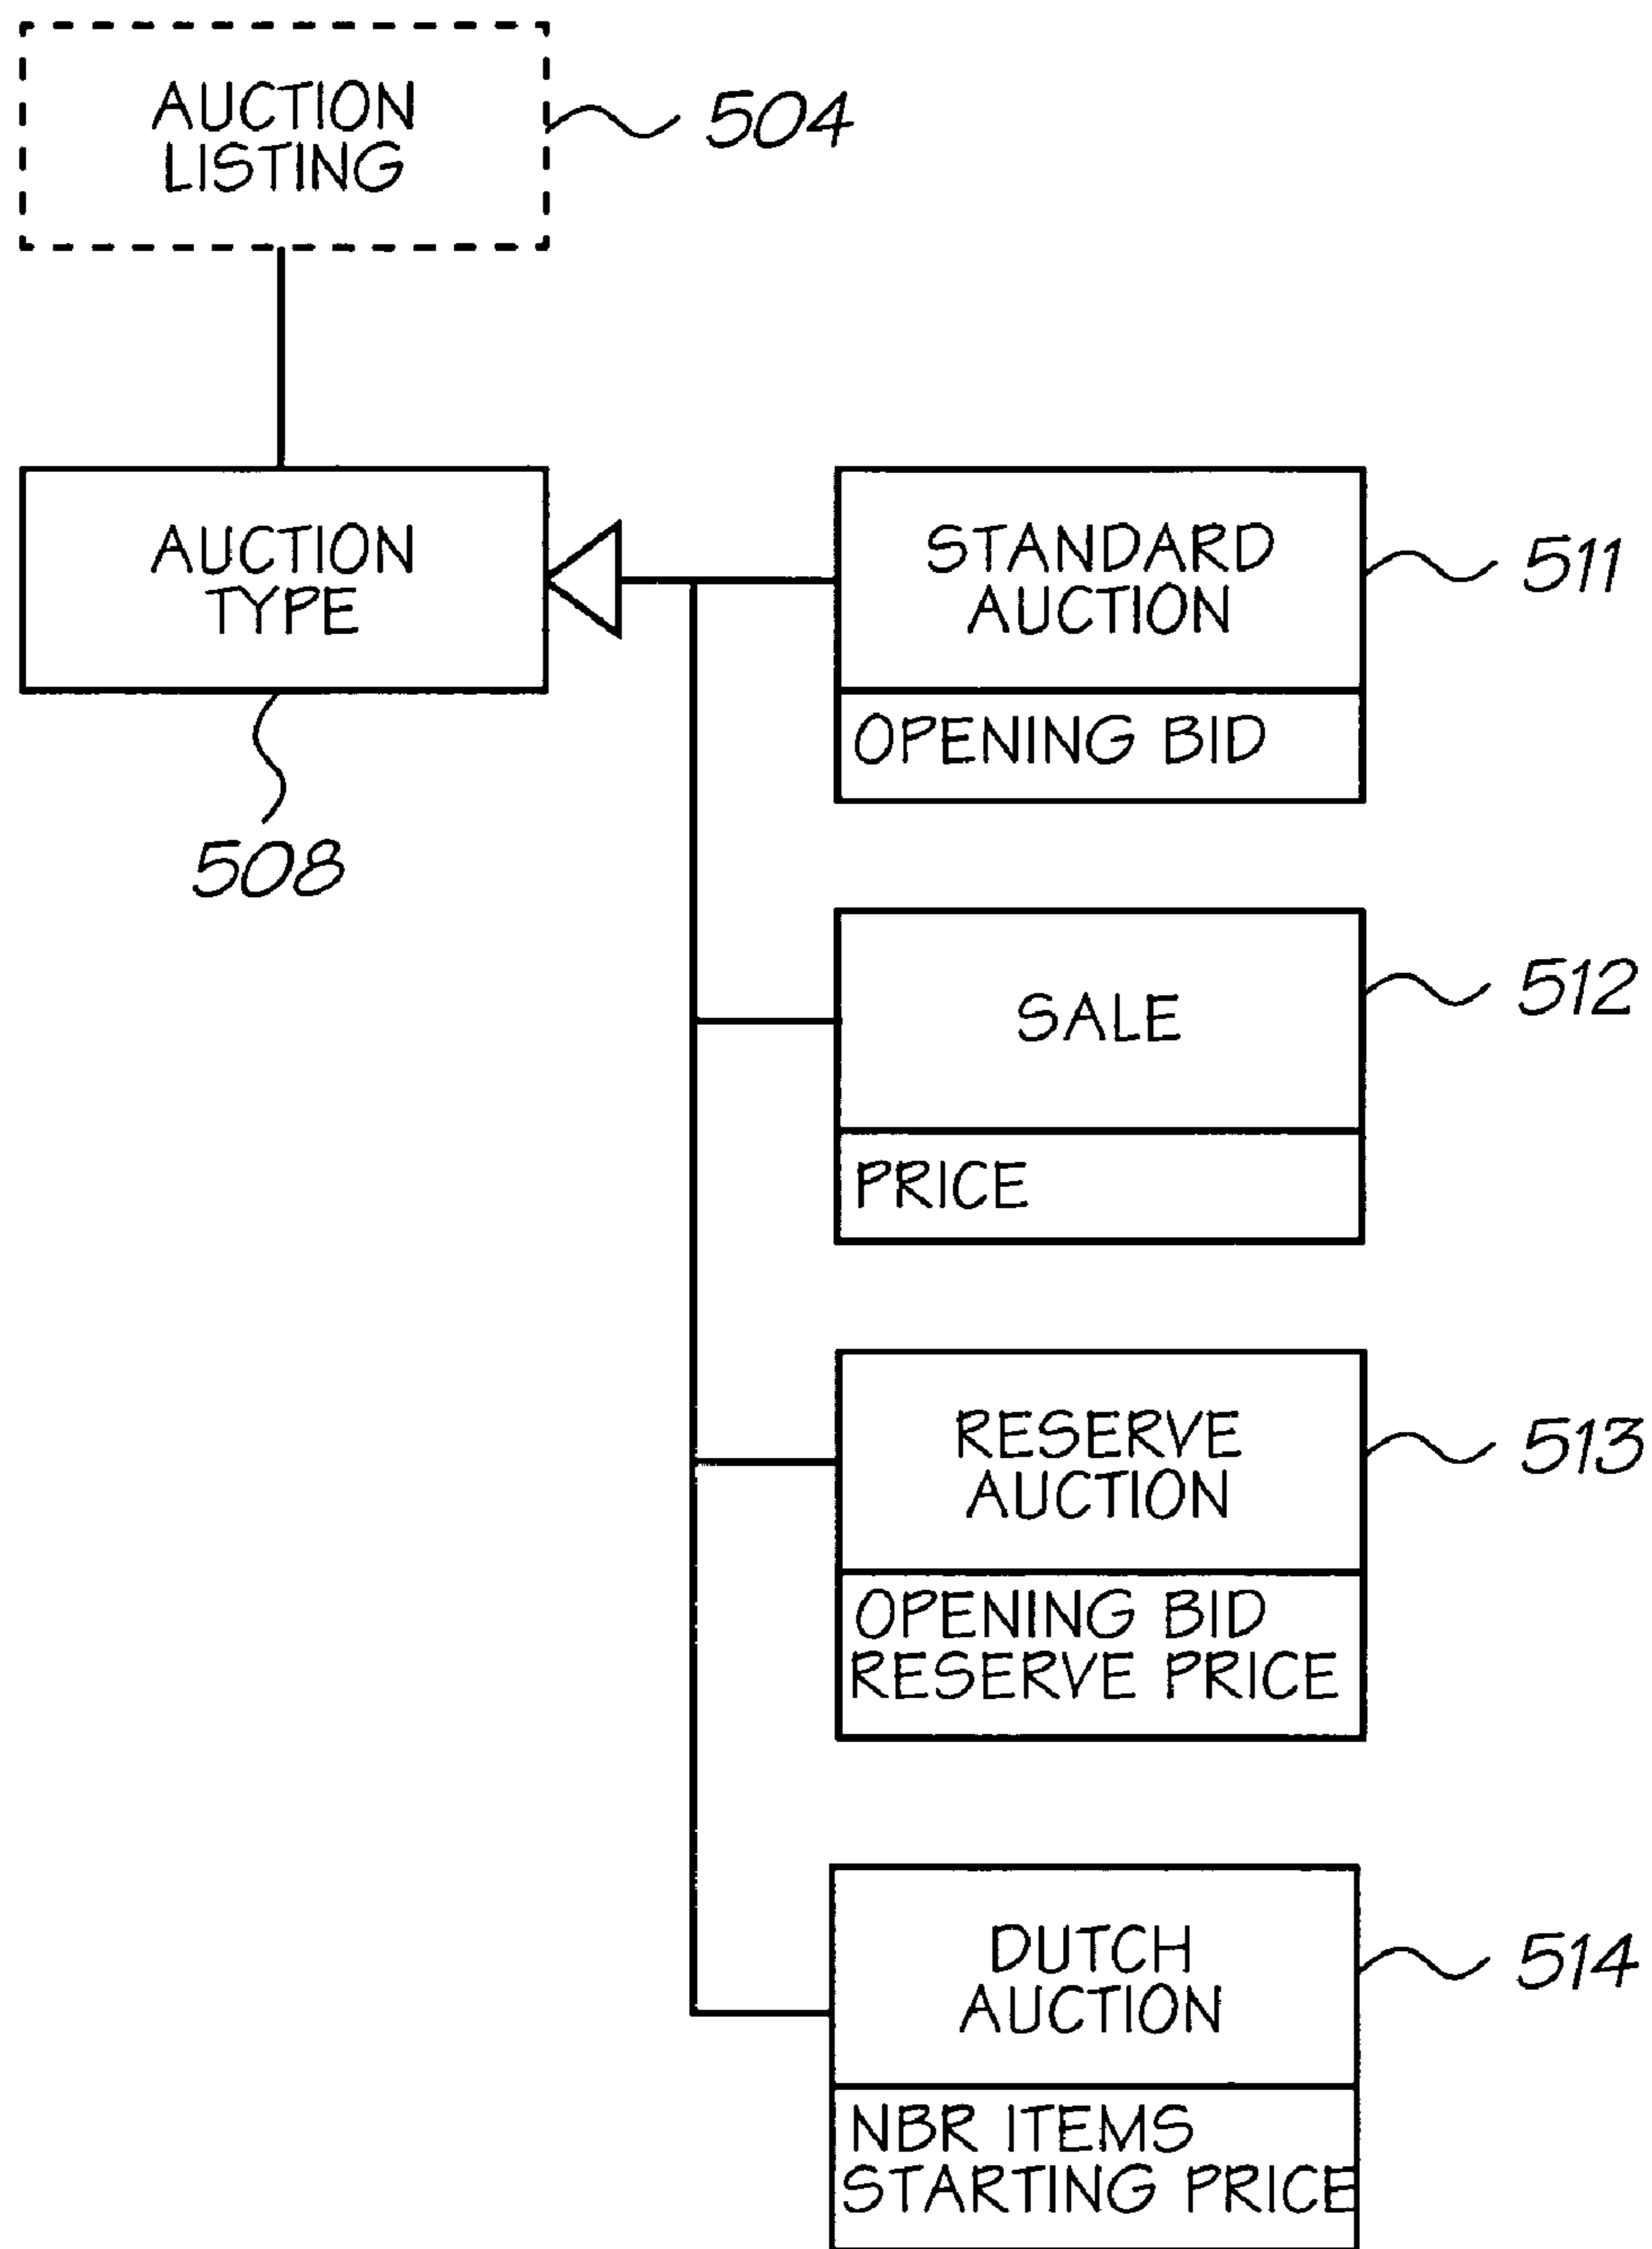 AUCTION
LISTING
504
AUCTION
TYPE
508
STANDARD
AUCTION
511
OPENING BID
SALE
512
PRICE
RESERVE
AUCTION
513
OPENING BID
RESERVE PRICE
DUTCH
AUCTION
514
NBR ITEMS
STARTING PRICE